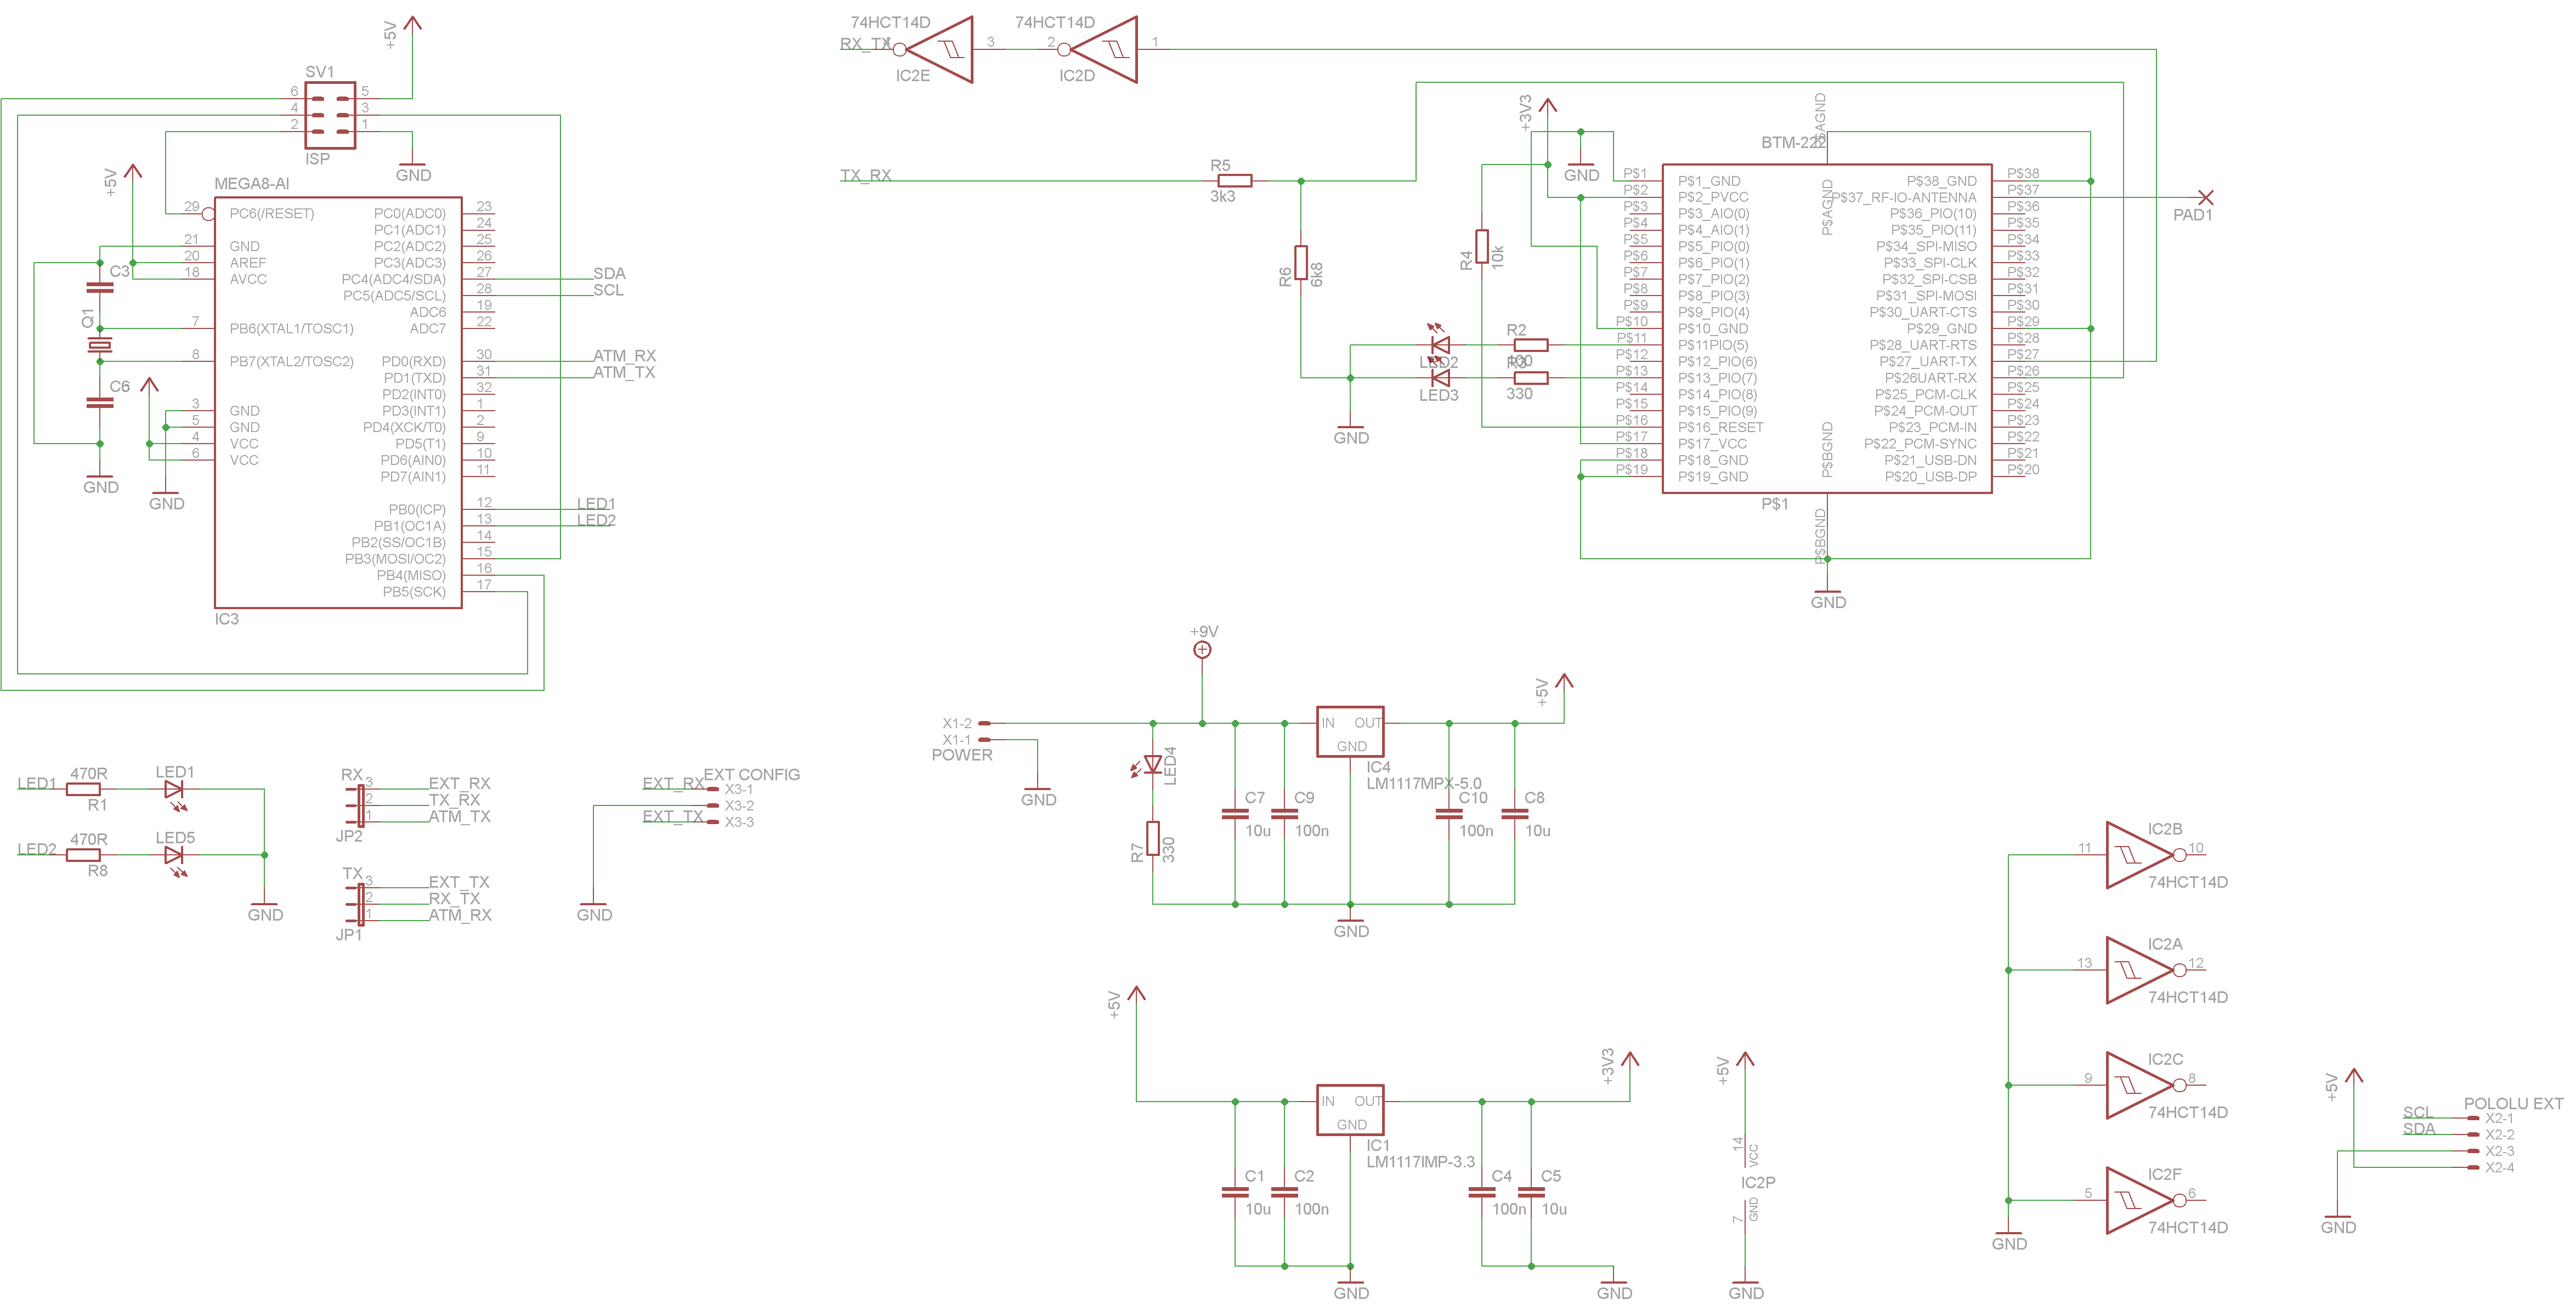 +5V
SV1
6 5
4 3
2 1
ISP
GND
+5V
MEGA8-AI
29 PC6(/RESET)
21 GND
20 AREF
18 AVCC
7 PB6(XTAL1/TOSC1)
8 PB7(XTAL2/TOSC2)
3 GND
5 GND
4 VCC
6 VCC
PC0(ADC0) 23
PC1(ADC1) 24
PC2(ADC2) 25
PC3(ADC3) 26
PC4(ADC4/SDA) 27 SDA
PC5(ADC5/SCL) 28 SCL
ADC6 19
ADC7 22
PD0(RXD) 30 ATM_RX
PD1(TXD) 31 ATM_TX
PD2(INT0) 32
PD3(INT1) 1
PD4(XCK/T0) 2
PD5(T1) 9
PD6(AIN0) 10
PD7(AIN1) 11
PB0(ICP) 12 LED1
PB1(OC1A) 13 LED2
PB2(SS/OC1B) 14
PB3(MOSI/OC2) 15
PB4(MISO) 16
PB5(SCK) 17
IC3
C3
Q1
C6
GND
GND
74HCT14D
RX_TX
3
IC2E
74HCT14D
2 1
IC2D
TX_RX
R5
3k3
R6
6k8
R4
10k
+3V3
GND
LED2
R2
R3
LED3
330
GND
BTM-222
P$AGND
P$AGND
P$1 P$1_GND
P$2 P$2_PVCC
P$3 P$3_AIO(0)
P$4 P$4_AIO(1)
P$5 P$5_PIO(0)
P$6 P$6_PIO(1)
P$7 P$7_PIO(2)
P$8 P$8_PIO(3)
P$9 P$9_PIO(4)
P$10 P$10_GND
P$11 P$11PIO(5)
P$12 P$12_PIO(6)
P$13 P$13_PIO(7)
P$14 P$14_PIO(8)
P$15 P$15_PIO(9)
P$16 P$16_RESET
P$17 P$17_VCC
P$18 P$18_GND
P$19 P$19_GND
P$38_GND P$38
P$37_RF-IO-ANTENNA P$37
P$36_PIO(10) P$36
P$35_PIO(11) P$35
P$34_SPI-MISO P$34
P$33_SPI-CLK P$33
P$32_SPI-CSB P$32
P$31_SPI-MOSI P$31
P$30_UART-CTS P$30
P$29_GND P$29
P$28_UART-RTS P$28
P$27_UART-TX P$27
P$26UART-RX P$26
P$25_PCM-CLK P$25
P$24_PCM-OUT P$24
P$23_PCM-IN P$23
P$22_PCM-SYNC P$22
P$21_USB-DN P$21
P$20_USB-DP P$20
P$BGND
P$BGND
P$1
GND
PAD1
+9V
X1-2
X1-1
POWER
GND
LED4
R7
330
C7
10u
C9
100n
IN OUT
GND
IC4
LM1117MPX-5.0
C10
100n
C8
10u
+5V
GND
LED1 470R LED1
R1
LED2 470R LED5
R8
GND
RX
3 EXT_RX
2 TX_RX
1 ATM_TX
JP2
TX
3 EXT_TX
2 RX_TX
1 ATM_RX
JP1
EXT CONFIG
EXT_RX X3-1
X3-2
EXT_TX X3-3
GND
+5V
C1
10u
C2
100n
IN OUT
GND
IC1
LM1117IMP-3.3
C4
100n
C5
10u
+3V3
GND
GND
+5V
14 VCC
IC2P
7 GND
GND
IC2B
11 10
74HCT14D
IC2A
13 12
74HCT14D
IC2C
9 8
74HCT14D
IC2F
5 6
74HCT14D
GND
+5V
POLOLU EXT
SCL X2-1
SDA X2-2
X2-3
X2-4
GND